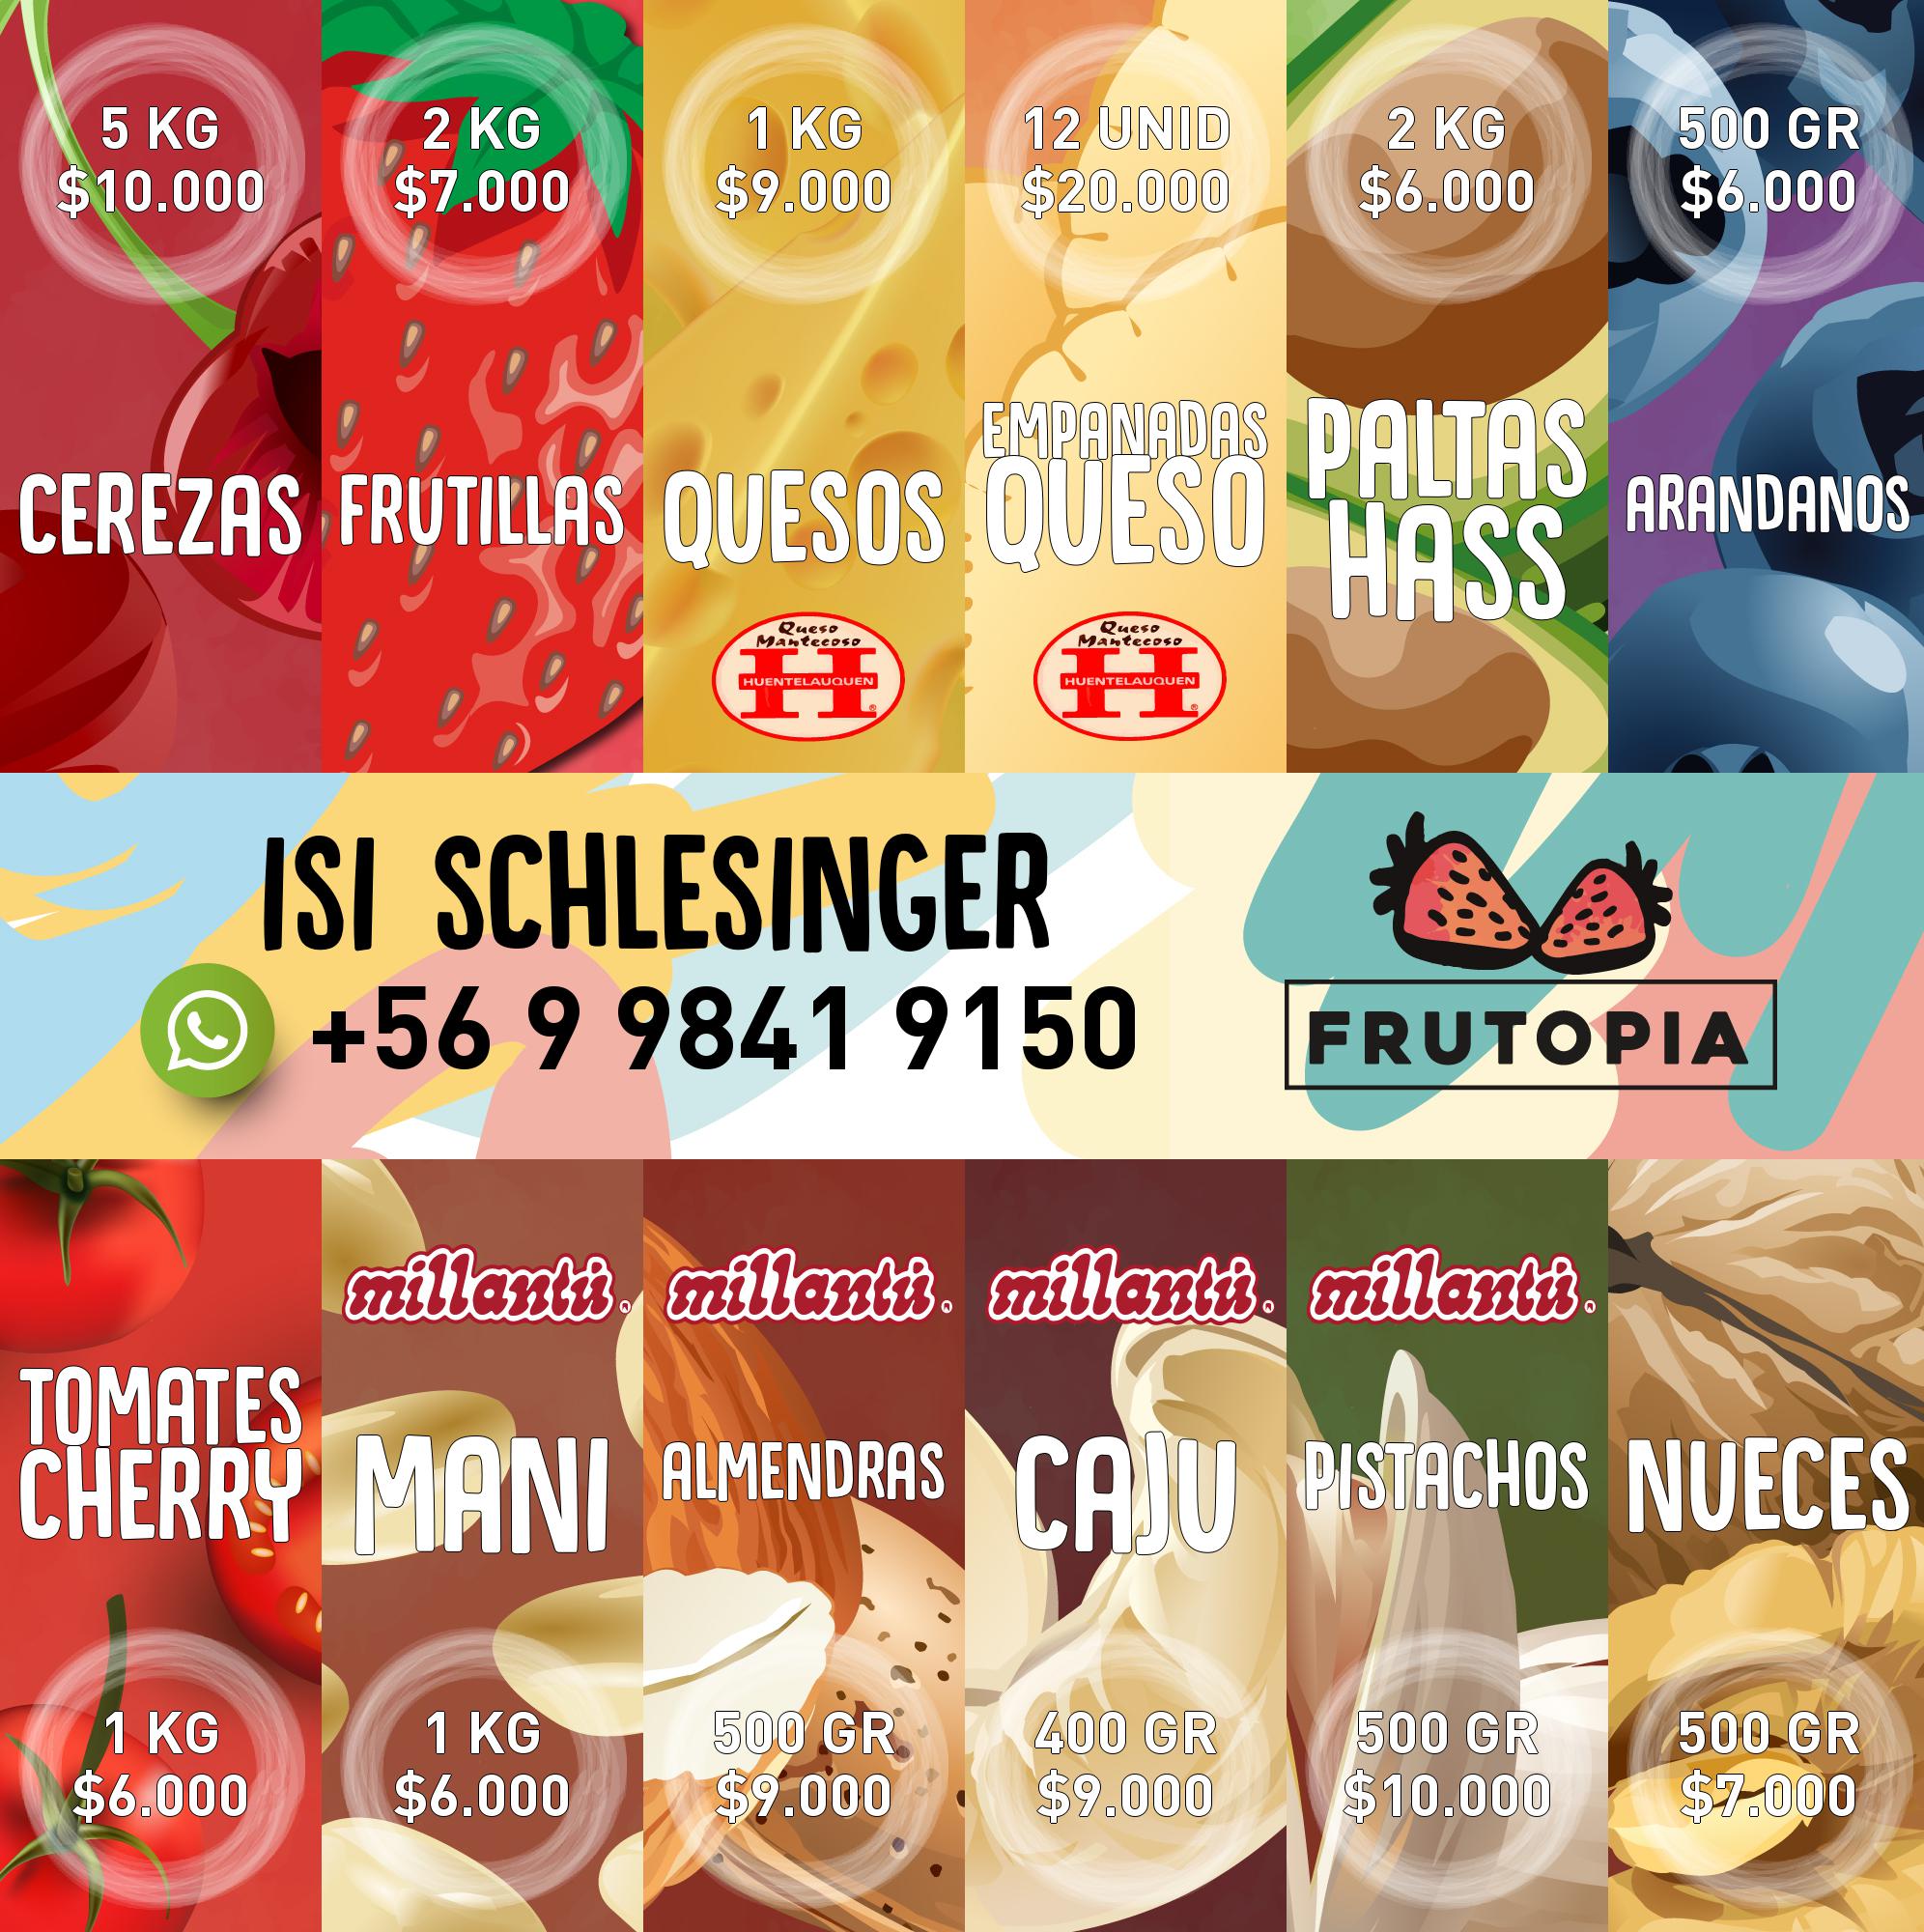 5 KG
$10.000
CEREZAS
2 KG
$7.000
FRUTILLAS
1 KG
$9.000
QUESOS
Queso
Mantecoso
H
HUENTELAUQUEN
®
12 UNID
$20.000
EMPANADAS
QUESO
Queso
Mantecoso
H
HUENTELAUQUEN
®
2 KG
$6.000
PALTAS
HASS
500 GR
$6.000
ARANDANOS
ISI SCHLESINGER
+56 9 9841 9150
FRUTOPIA
TOMATES
CHERRY
1 KG
$6.000
millantú
MANI
1 KG
$6.000
millantú
ALMENDRAS
500 GR
$9.000
millantú
CAJU
400 GR
$9.000
millantú
PISTACHOS
500 GR
$10.000
NUECES
500 GR
$7.000